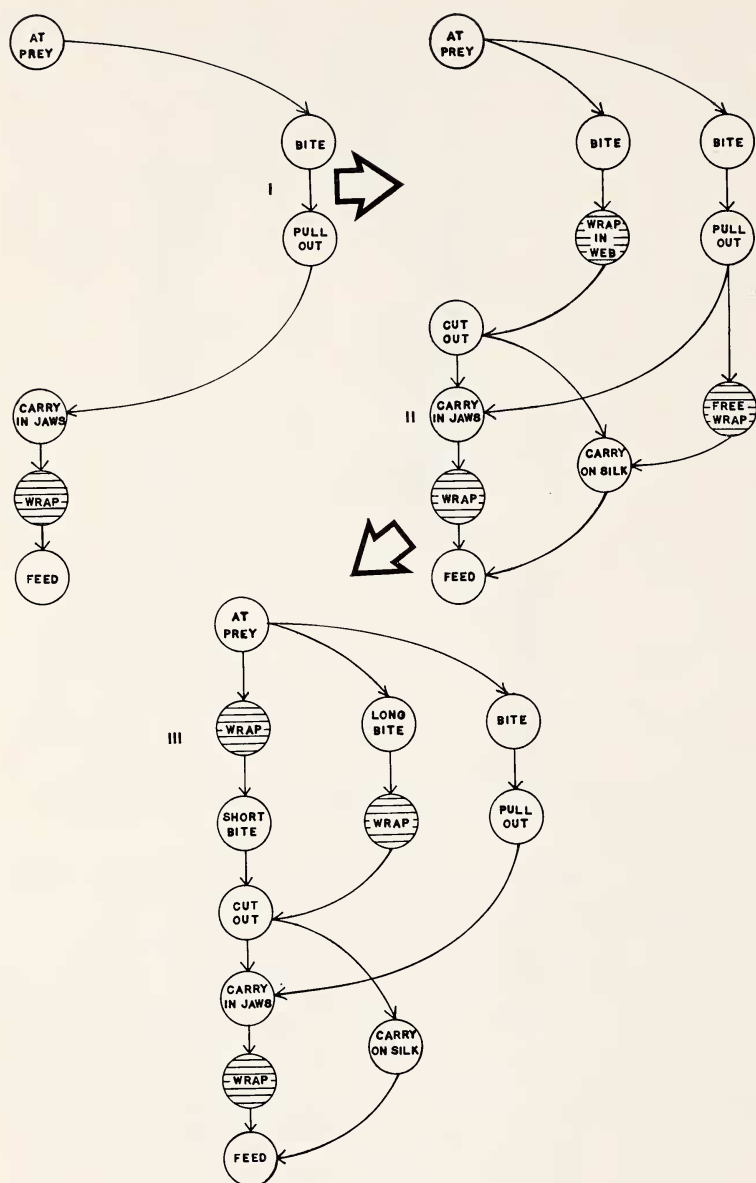 AT
PREY
BITE
I
PULL
OUT
CARRY
IN JAWS
WRAP
FEED
AT
PREY
BITE
BITE
WRAP
IN
WEB
PULL
OUT
CUT
OUT
CARRY
IN JAWS
II
FREE
WRAP
CARRY
ON SILK
WRAP
FEED
AT
PREY
III
WRAP
LONG
BITE
BITE
SHORT
BITE
WRAP
PULL
OUT
CUT
OUT
CARRY
IN JAWS
CARRY
ON SILK
WRAP
FEED